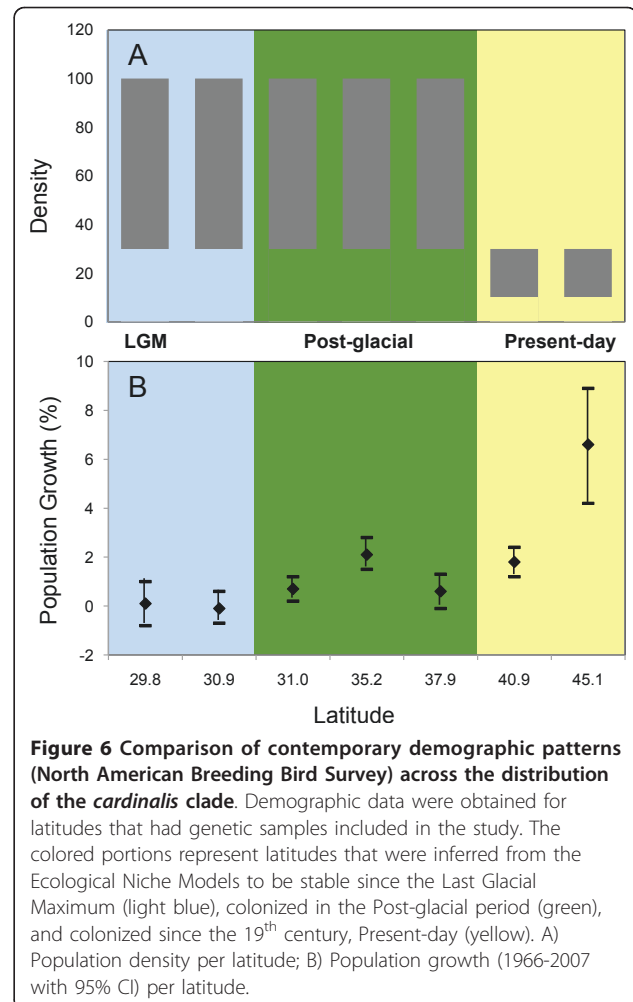 120
A
100
80
60
40
20
0
Density
LGM Post-glacial Present-day
10
B
8
6
4
2
0
-2
Population Growth (%)
29.8 30.9 31.0 35.2 37.9 40.9 45.1
Latitude
Figure 6 Comparison of contemporary demographic patterns
(North American Breeding Bird Survey) across the distribution
of the cardinalis clade. Demographic data were obtained for
latitudes that had genetic samples included in the study. The
colored portions represent latitudes that were inferred from the
Ecological Niche Models to be stable since the Last Glacial
Maximum (light blue), colonized in the Post-glacial period (green),
and colonized since the 19th century, Present-day (yellow). A)
Population density per latitude; B) Population growth (1966-2007
with 95% CI) per latitude.